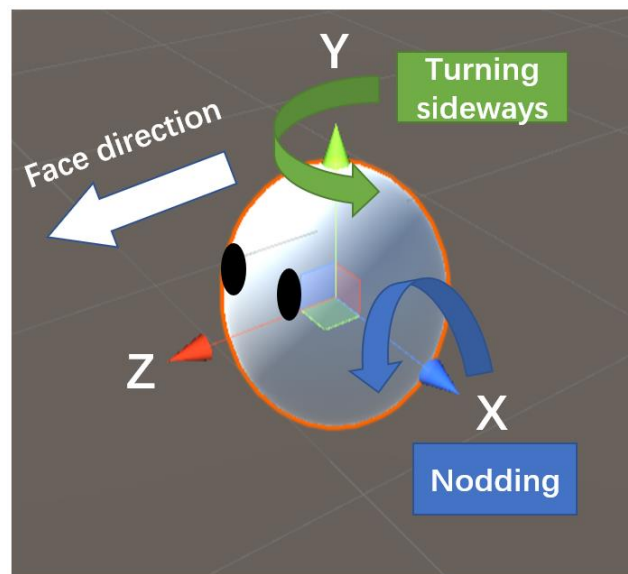 Y
Turning
sideways
Face direction
Z
X
Nodding